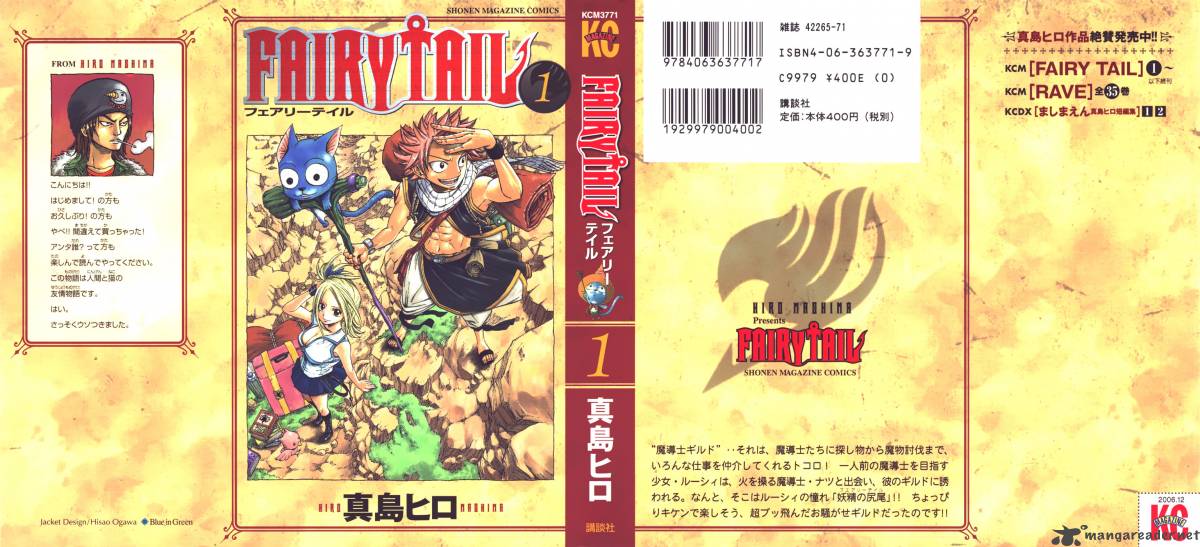 FROM HIRO MASHIMA
こんにちは!!
はじめまして!の方も
お久しぶり!の方も
やべ!!間違えて買っちゃった!
アンタ誰?って方も
楽しんで読んでやってください。
この物語は人間と猫の
友情物語です。
はい。
さっそくウソつきました。
Jacket Design/Hisao Ogawa Blue in Green
SHONEN MAGAZINE COMICS
FAIRY TAIL
1
フェアリーテイル
HIRO 真島ヒロ MASHIMA
KCM3771
KC
MAGAZINE
FAIRY TAIL
フェアリーテイル
1
真島ヒロ
講談社
9784063637717
1929979004002
雑誌 42265-71
ISBN4-06-363771-9
C9979 ¥400E (0)
講談社
定価:本体400円(税別)
HIRO MASHIMA
Presents
FAIRY TAIL
SHONEN MAGAZINE COMICS
“魔導士ギルド”‥それは、魔導士たちに探し物から魔物討伐まで、
いろんな仕事を仲介してくれるトコロ! 一人前の魔導士を目指す
少女・ルーシィは、火を操る魔導士・ナツと出会い、彼のギルドに誘
われる。なんと、そこはルーシィの憧れ「妖精の尻尾」!! ちょっぴ
りキケンで楽しそう、超ブッ飛んだお騒がせギルドだったのです!!
真島ヒロ作品絶賛発売中!!
KCM [FAIRY TAIL] 1~
以下続刊
KCM [RAVE] 全35巻
KCDX [ましまえん 真島ヒロ短編集] 1 2
2006.12
KC
MAGAZINE
mangareader.net